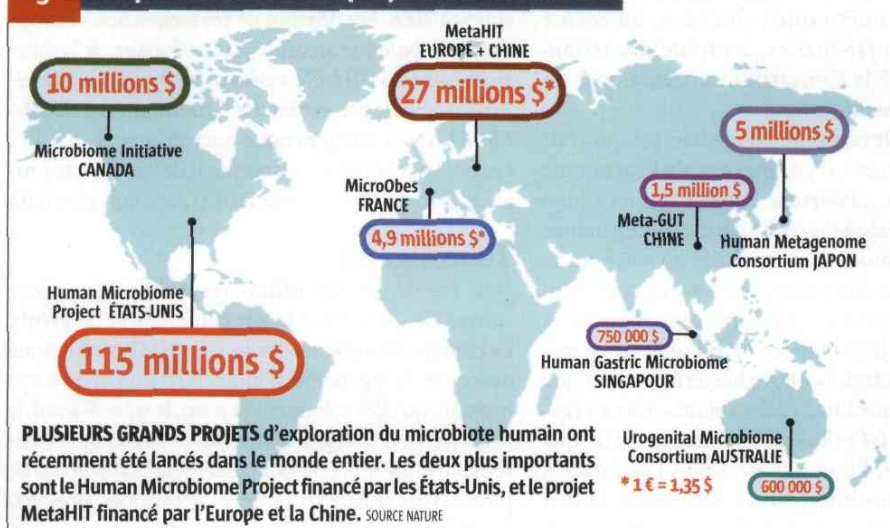 MetaHIT
EUROPE + CHINE
10 millions $
27 millions $*
5 millions $
Microbiome Initiative
CANADA
MicroObes
FRANCE
1,5 million $
4,9 millions $*
Meta-GUT
CHINE
Human Metagenome
Consortium JAPON
Human Microbiome
Project ÉTATS-UNIS
115 millions $
750 000 $
Human Gastric Microbiome
SINGAPOUR
PLUSIEURS GRANDS PROJETS d'exploration du microbiote humain ont
récemment été lancés dans le monde entier. Les deux plus importants
sont le Human Microbiome Project financé par les États-Unis, et le projet
MetaHIT financé par l'Europe et la Chine. SOURCE NATURE
Urogenital Microbiome
Consortium AUSTRALIE
* 1 € = 1,35 $
600 000 $